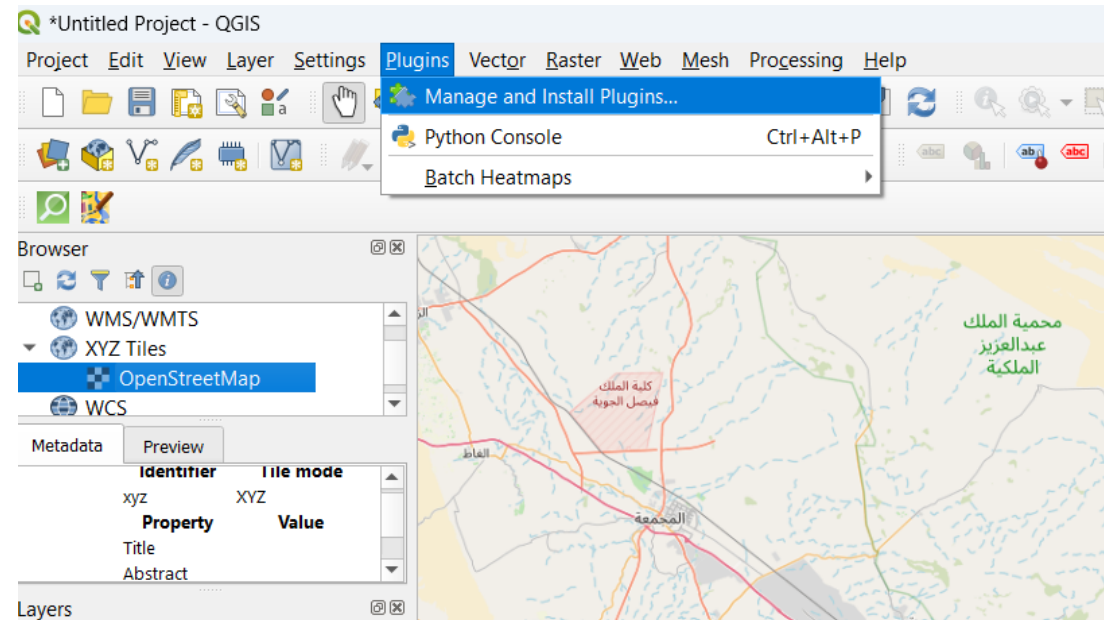 *Untitled Project - QGIS
Project Edit View Layer Settings Plugins Vector Raster Web Mesh Processing Help
Manage and Install Plugins...
Python Console Ctrl+Alt+P
Batch Heatmaps
a
abc
ab
abc
Browser
WMS/WMTS
XYZ Tiles
OpenStreetMap
WCS
Metadata Preview
Identifier Tile mode
xyz XYZ
Property Value
Title
Abstract
Layers
محمية الملك
عبدالعزيز
الملكية
كلية الملك
فيصل الجوية
الغاط
المجمعة